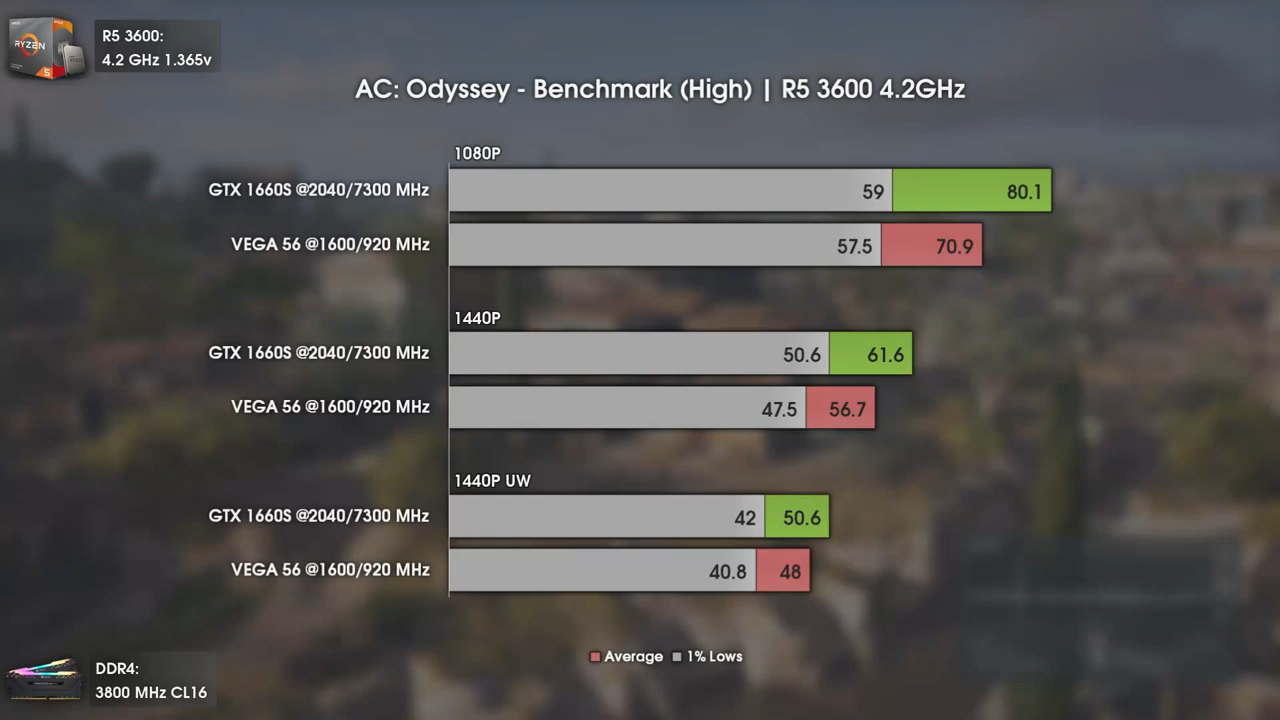 RYZEN
5
R5 3600:
4.2 GHz 1.365v
AC: Odyssey - Benchmark (High) | R5 3600 4.2GHz
1080P
GTX 1660S @2040/7300 MHz
59
80.1
VEGA 56 @1600/920 MHz
57.5
70.9
1440P
GTX 1660S @2040/7300 MHz
50.6
61.6
VEGA 56 @1600/920 MHz
47.5
56.7
1440P UW
GTX 1660S @2040/7300 MHz
42
50.6
VEGA 56 @1600/920 MHz
40.8
48
Average
1% Lows
DDR4:
3800 MHz CL16